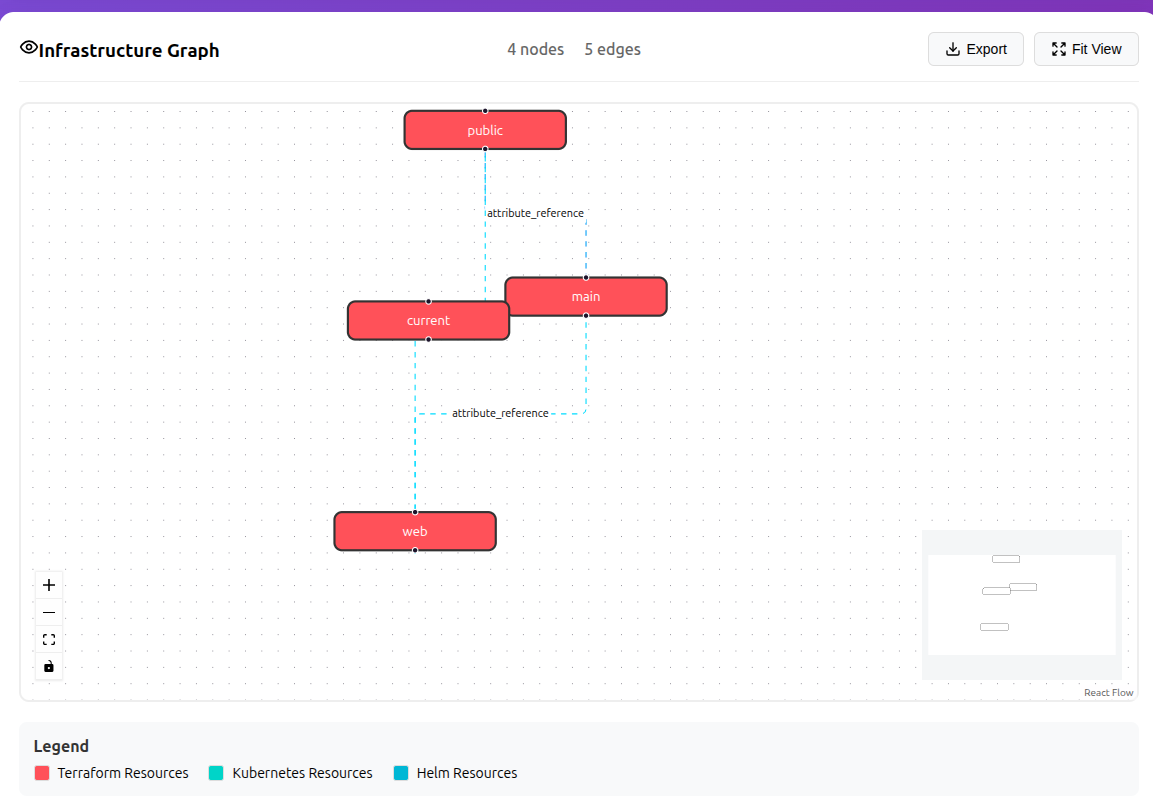 Infrastructure Graph
4 nodes 5 edges
Export
Fit View
public
attribute_reference
main
current
attribute_reference
web
React Flow
Legend
Terraform Resources Kubernetes Resources Helm Resources